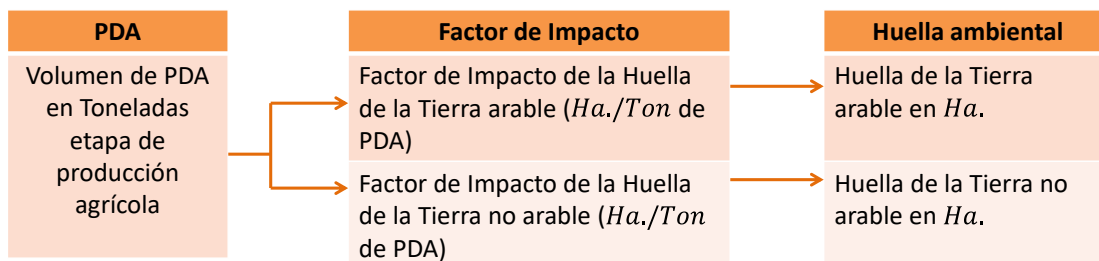 PDA
Volumen de PDA
en Toneladas
etapa de
producción
agrícola
Factor de Impacto
Factor de Impacto de la Huella
de la Tierra arable (Ha./Ton de
PDA)
Factor de Impacto de la Huella
de la Tierra no arable (Ha./Ton
de PDA)
Huella ambiental
Huella de la Tierra
arable en Ha.
Huella de la Tierra no
arable en Ha.